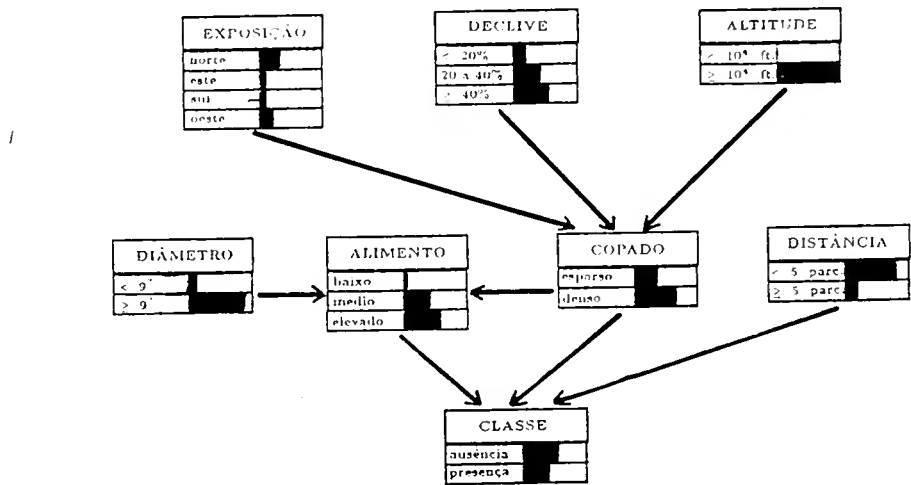 EXPOSIÇÃO
norte
este
sul
oeste
DECLIVE
< 20%
20 a 40%
≥ 40%
ALTITUDE
< 10⁴ ft.
≥ 10⁴ ft.
DIÂMETRO
< 9"
≥ 9"
ALIMENTO
baixo
médio
elevado
COPADO
esparso
denso
DISTÂNCIA
< 5 parc.
≥ 5 parc.
CLASSE
ausência
presença